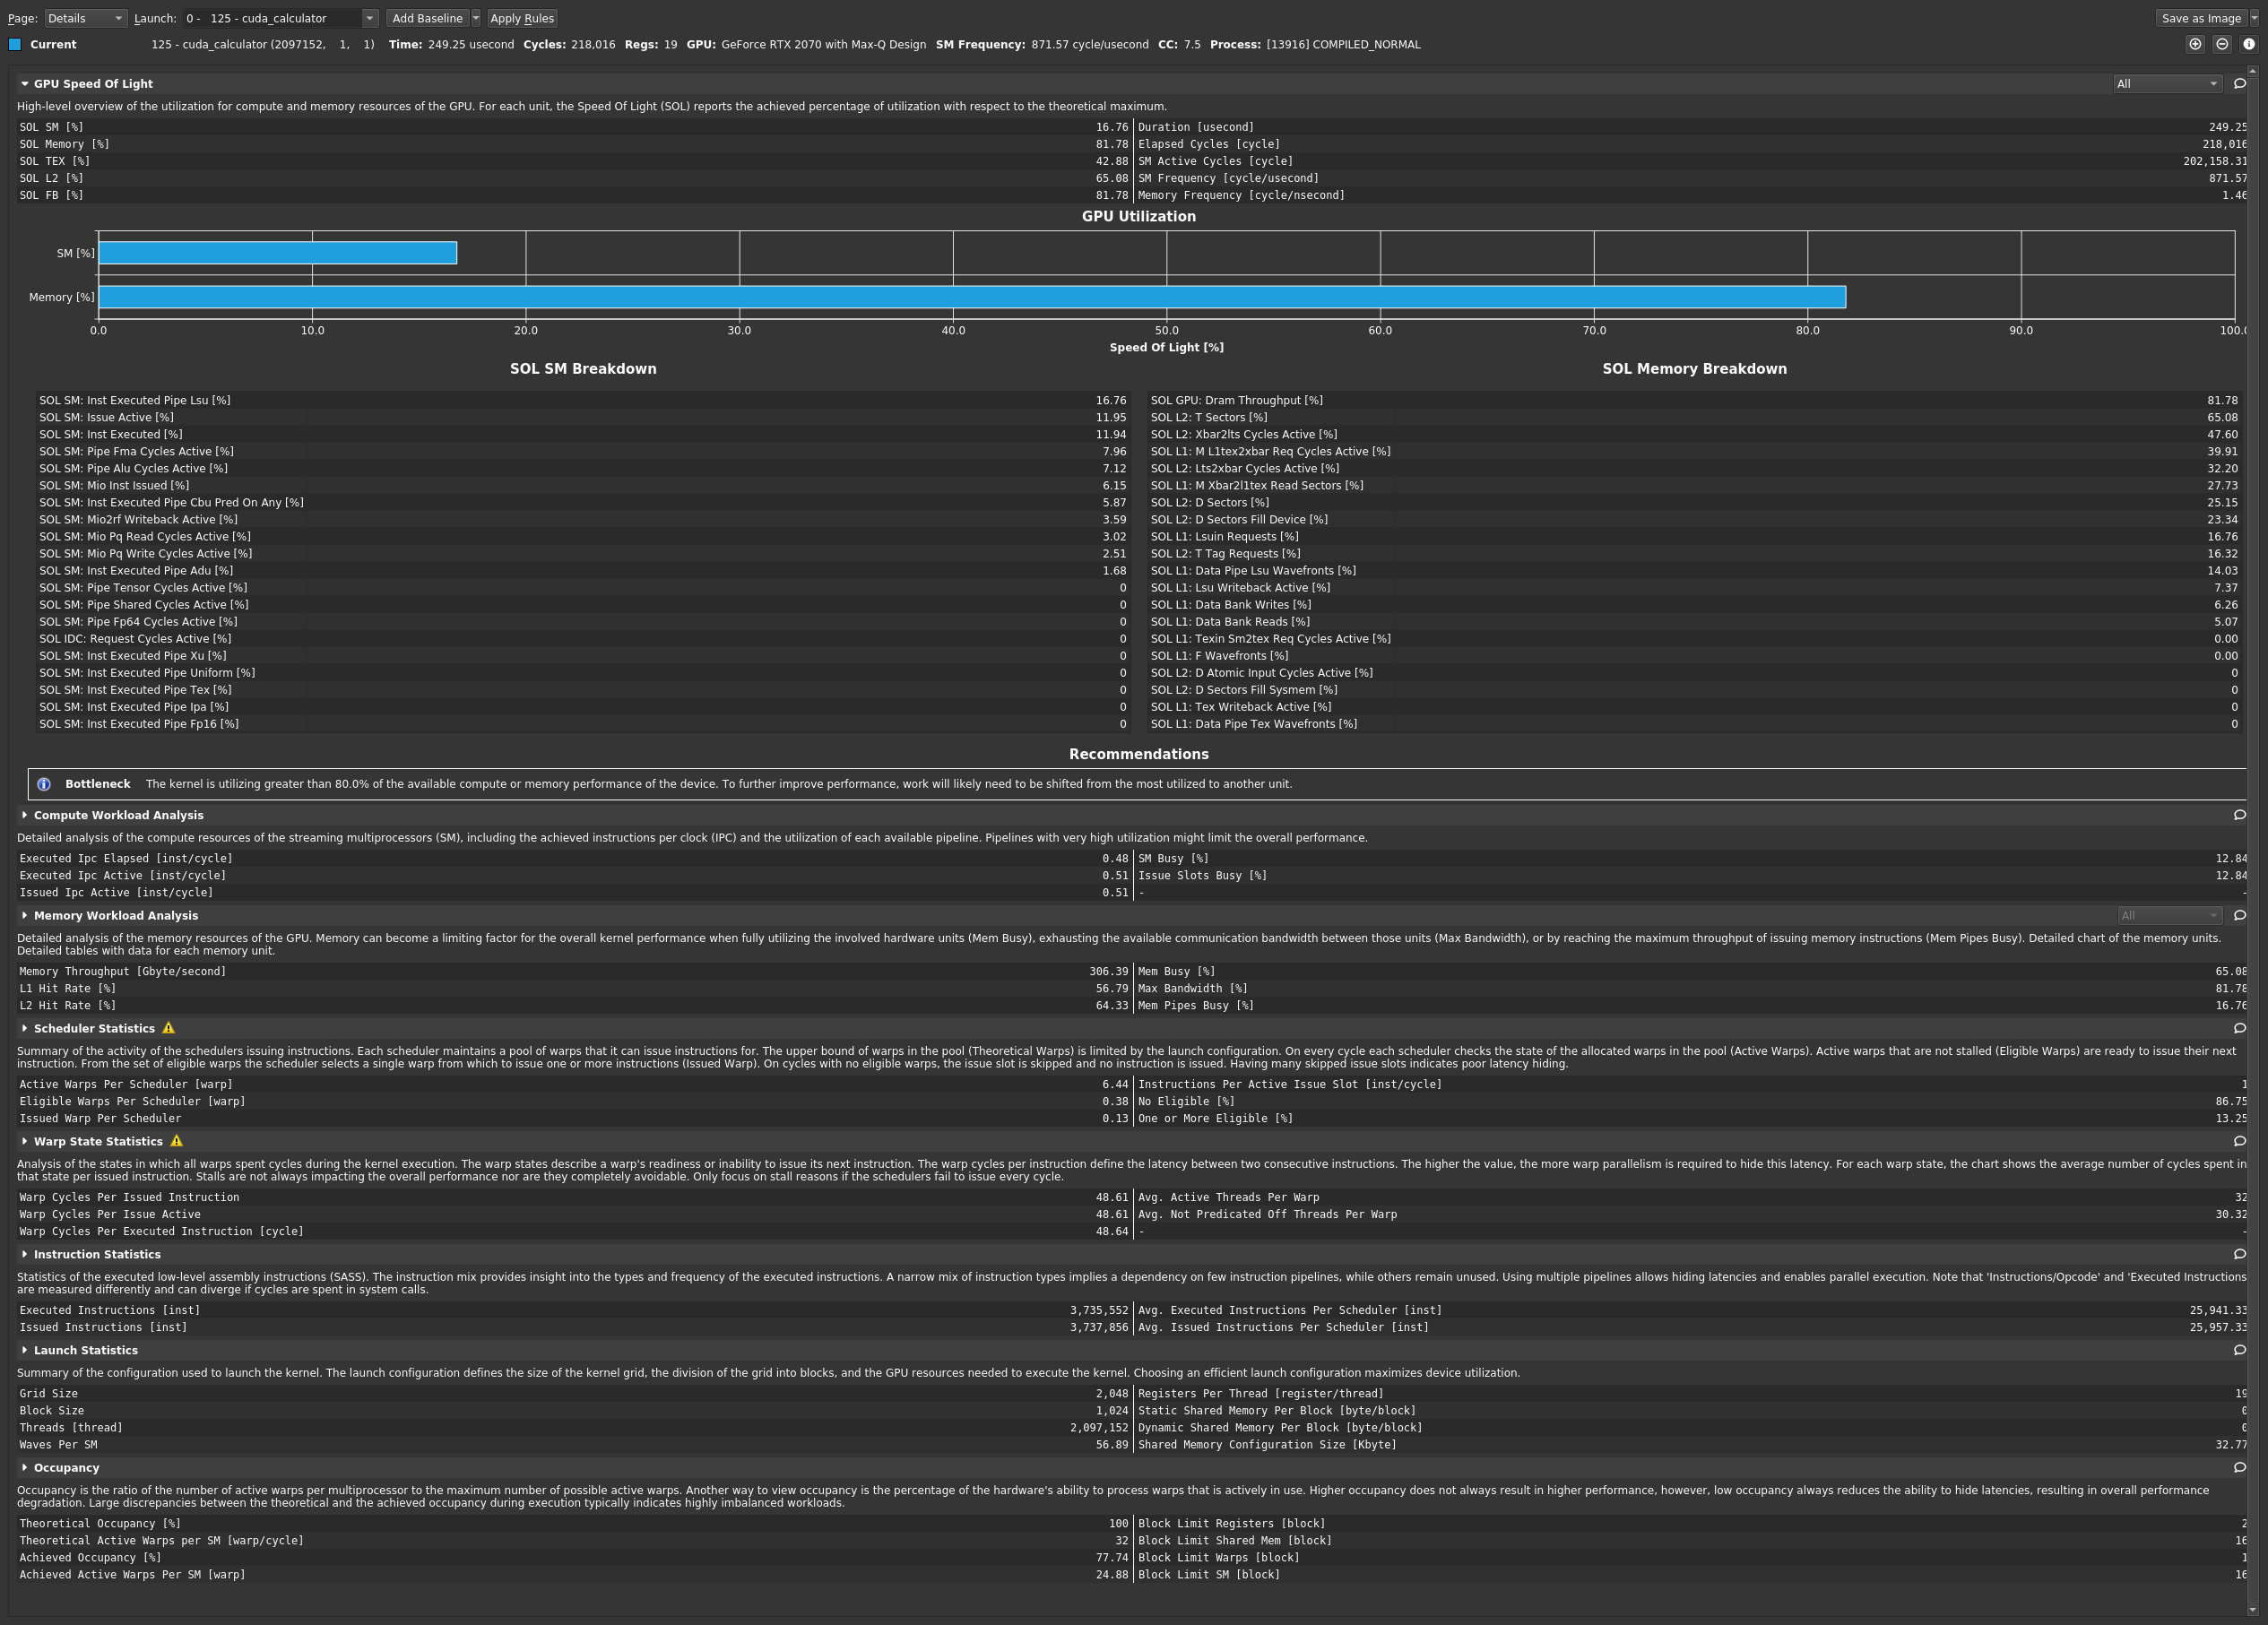 Page: Details Launch: 0 - 125 - cuda_calculator Add Baseline Apply Rules Save as Image
Current 125 - cuda_calculator (2097152, 1, 1) Time: 249.25 usecond Cycles: 218,016 Regs: 19 GPU: GeForce RTX 2070 with Max-Q Design SM Frequency: 871.57 cycle/usecond CC: 7.5 Process: [13916] COMPILED_NORMAL
GPU Speed Of Light All
High-level overview of the utilization for compute and memory resources of the GPU. For each unit, the Speed Of Light (SOL) reports the achieved percentage of utilization with respect to the theoretical maximum.
SOL SM [%] 16.76 Duration [usecond] 249.25
SOL Memory [%] 81.78 Elapsed Cycles [cycle] 218,016
SOL TEX [%] 42.88 SM Active Cycles [cycle] 202,158.31
SOL L2 [%] 65.08 SM Frequency [cycle/usecond] 871.57
SOL FB [%] 81.78 Memory Frequency [cycle/nsecond] 1.46
GPU Utilization
SM [%]
Memory [%]
0.0 10.0 20.0 30.0 40.0 50.0 60.0 70.0 80.0 90.0 100.0
Speed Of Light [%]
SOL SM Breakdown
SOL SM: Inst Executed Pipe Lsu [%] 16.76
SOL SM: Issue Active [%] 11.95
SOL SM: Inst Executed [%] 11.94
SOL SM: Pipe Fma Cycles Active [%] 7.96
SOL SM: Pipe Alu Cycles Active [%] 7.12
SOL SM: Mio Inst Issued [%] 6.15
SOL SM: Inst Executed Pipe Cbu Pred On Any [%] 5.87
SOL SM: Mio2rf Writeback Active [%] 3.59
SOL SM: Mio Pq Read Cycles Active [%] 3.02
SOL SM: Mio Pq Write Cycles Active [%] 2.51
SOL SM: Inst Executed Pipe Adu [%] 1.68
SOL SM: Pipe Tensor Cycles Active [%] 0
SOL SM: Pipe Shared Cycles Active [%] 0
SOL SM: Pipe Fp64 Cycles Active [%] 0
SOL IDC: Request Cycles Active [%] 0
SOL SM: Inst Executed Pipe Xu [%] 0
SOL SM: Inst Executed Pipe Uniform [%] 0
SOL SM: Inst Executed Pipe Tex [%] 0
SOL SM: Inst Executed Pipe Ipa [%] 0
SOL SM: Inst Executed Pipe Fp16 [%] 0
SOL Memory Breakdown
SOL GPU: Dram Throughput [%] 81.78
SOL L2: T Sectors [%] 65.08
SOL L2: Xbar2lts Cycles Active [%] 47.60
SOL L1: M L1tex2xbar Req Cycles Active [%] 39.91
SOL L2: Lts2xbar Cycles Active [%] 32.20
SOL L1: M Xbar2l1tex Read Sectors [%] 27.73
SOL L2: D Sectors [%] 25.15
SOL L2: D Sectors Fill Device [%] 23.34
SOL L1: Lsuin Requests [%] 16.76
SOL L2: T Tag Requests [%] 16.32
SOL L1: Data Pipe Lsu Wavefronts [%] 14.03
SOL L1: Lsu Writeback Active [%] 7.37
SOL L1: Data Bank Writes [%] 6.26
SOL L1: Data Bank Reads [%] 5.07
SOL L1: Texin Sm2tex Req Cycles Active [%] 0.00
SOL L1: F Wavefronts [%] 0.00
SOL L2: D Atomic Input Cycles Active [%] 0
SOL L2: D Sectors Fill Sysmem [%] 0
SOL L1: Tex Writeback Active [%] 0
SOL L1: Data Pipe Tex Wavefronts [%] 0
Recommendations
Bottleneck The kernel is utilizing greater than 80.0% of the available compute or memory performance of the device. To further improve performance, work will likely need to be shifted from the most utilized to another unit.
Compute Workload Analysis
Detailed analysis of the compute resources of the streaming multiprocessors (SM), including the achieved instructions per clock (IPC) and the utilization of each available pipeline. Pipelines with very high utilization might limit the overall performance.
Executed Ipc Elapsed [inst/cycle] 0.48 SM Busy [%] 12.84
Executed Ipc Active [inst/cycle] 0.51 Issue Slots Busy [%] 12.84
Issued Ipc Active [inst/cycle] 0.51 - -
Memory Workload Analysis All
Detailed analysis of the memory resources of the GPU. Memory can become a limiting factor for the overall kernel performance when fully utilizing the involved hardware units (Mem Busy), exhausting the available communication bandwidth between those units (Max Bandwidth), or by reaching the maximum throughput of issuing memory instructions (Mem Pipes Busy). Detailed chart of the memory units.
Detailed tables with data for each memory unit.
Memory Throughput [Gbyte/second] 306.39 Mem Busy [%] 65.08
L1 Hit Rate [%] 56.79 Max Bandwidth [%] 81.78
L2 Hit Rate [%] 64.33 Mem Pipes Busy [%] 16.76
Scheduler Statistics
Summary of the activity of the schedulers issuing instructions. Each scheduler maintains a pool of warps that it can issue instructions for. The upper bound of warps in the pool (Theoretical Warps) is limited by the launch configuration. On every cycle each scheduler checks the state of the allocated warps in the pool (Active Warps). Active warps that are not stalled (Eligible Warps) are ready to issue their next
instruction. From the set of eligible warps the scheduler selects a single warp from which to issue one or more instructions (Issued Warp). On cycles with no eligible warps, the issue slot is skipped and no instruction is issued. Having many skipped issue slots indicates poor latency hiding.
Active Warps Per Scheduler [warp] 6.44 Instructions Per Active Issue Slot [inst/cycle] 1
Eligible Warps Per Scheduler [warp] 0.38 No Eligible [%] 86.75
Issued Warp Per Scheduler 0.13 One or More Eligible [%] 13.25
Warp State Statistics
Analysis of the states in which all warps spent cycles during the kernel execution. The warp states describe a warp's readiness or inability to issue its next instruction. The warp cycles per instruction define the latency between two consecutive instructions. The higher the value, the more warp parallelism is required to hide this latency. For each warp state, the chart shows the average number of cycles spent in
that state per issued instruction. Stalls are not always impacting the overall performance nor are they completely avoidable. Only focus on stall reasons if the schedulers fail to issue every cycle.
Warp Cycles Per Issued Instruction 48.61 Avg. Active Threads Per Warp 32
Warp Cycles Per Issue Active 48.61 Avg. Not Predicated Off Threads Per Warp 30.32
Warp Cycles Per Executed Instruction [cycle] 48.64 - -
Instruction Statistics
Statistics of the executed low-level assembly instructions (SASS). The instruction mix provides insight into the types and frequency of the executed instructions. A narrow mix of instruction types implies a dependency on few instruction pipelines, while others remain unused. Using multiple pipelines allows hiding latencies and enables parallel execution. Note that 'Instructions/Opcode' and 'Executed Instructions
are measured differently and can diverge if cycles are spent in system calls.
Executed Instructions [inst] 3,735,552 Avg. Executed Instructions Per Scheduler [inst] 25,941.33
Issued Instructions [inst] 3,737,856 Avg. Issued Instructions Per Scheduler [inst] 25,957.33
Launch Statistics
Summary of the configuration used to launch the kernel. The launch configuration defines the size of the kernel grid, the division of the grid into blocks, and the GPU resources needed to execute the kernel. Choosing an efficient launch configuration maximizes device utilization.
Grid Size 2,048 Registers Per Thread [register/thread] 19
Block Size 1,024 Static Shared Memory Per Block [byte/block] 0
Threads [thread] 2,097,152 Dynamic Shared Memory Per Block [byte/block] 0
Waves Per SM 56.89 Shared Memory Configuration Size [Kbyte] 32.77
Occupancy
Occupancy is the ratio of the number of active warps per multiprocessor to the maximum number of possible active warps. Another way to view occupancy is the percentage of the hardware's ability to process warps that is actively in use. Higher occupancy does not always result in higher performance, however, low occupancy always reduces the ability to hide latencies, resulting in overall performance
degradation. Large discrepancies between the theoretical and the achieved occupancy during execution typically indicates highly imbalanced workloads.
Theoretical Occupancy [%] 100 Block Limit Registers [block] 2
Theoretical Active Warps per SM [warp/cycle] 32 Block Limit Shared Mem [block] 16
Achieved Occupancy [%] 77.74 Block Limit Warps [block] 1
Achieved Active Warps Per SM [warp] 24.88 Block Limit SM [block] 16